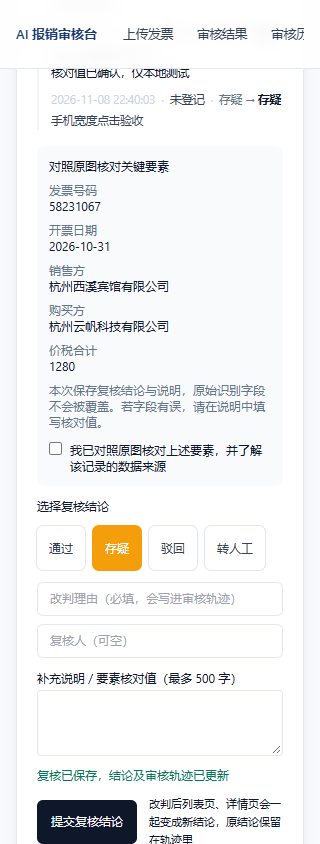 AI 报销审核台 上传发票 审核结果 审核历
核对值已确认，仅本地测试
2026-11-08 22:40:03 · 未登记 · 存疑 → 存疑
手机宽度点击验收
对照原图核对关键要素
发票号码
58231067
开票日期
2026-10-31
销售方
杭州西溪宾馆有限公司
购买方
杭州云帆科技有限公司
价税合计
1280
本次保存复核结论与说明，原始识别字段
不会被覆盖。若字段有误，请在说明中填
写核对值。
我已对照原图核对上述要素，并了解
该记录的数据来源
选择复核结论
通过 存疑 驳回 转人工
改判理由（必填，会写进审核轨迹）
复核人（可空）
补充说明 / 要素核对值（最多 500 字）
复核已保存，结论及审核轨迹已更新
提交复核结论
改判后列表页、详情页会一
起变成新结论，原结论保留
在轨迹里